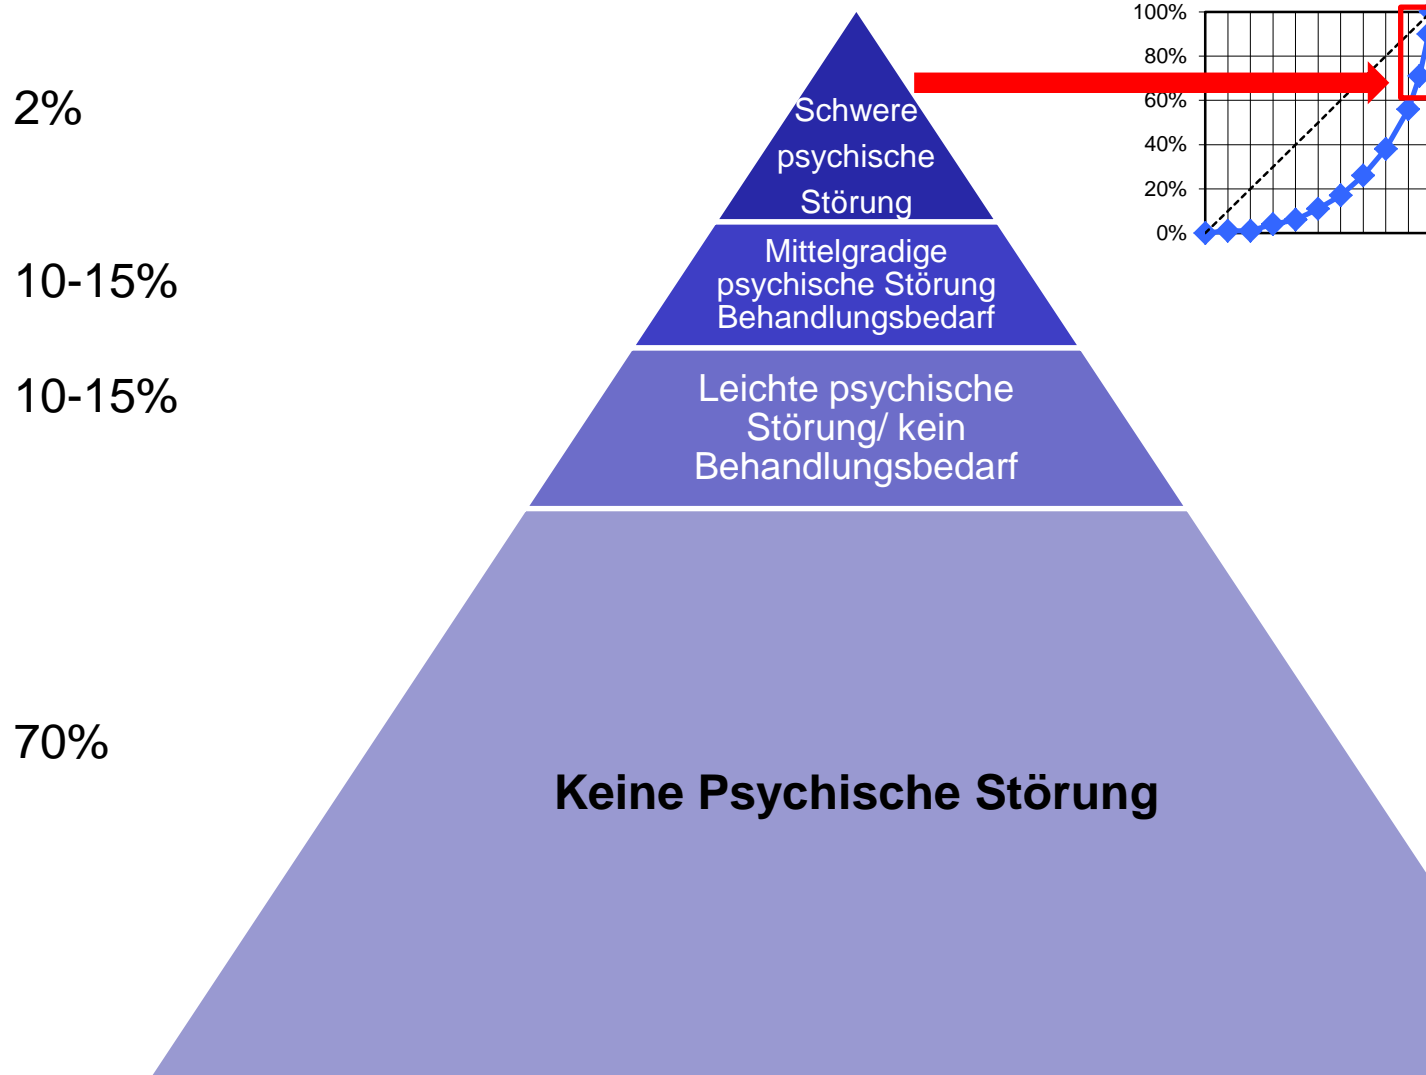 2%
Schwere
psychische
Störung
100%
80%
60%
40%
20%
0%
10-15%
Mittelgradige
psychische Störung
Behandlungsbedarf
10-15%
Leichte psychische
Störung/ kein
Behandlungsbedarf
70%
Keine Psychische Störung